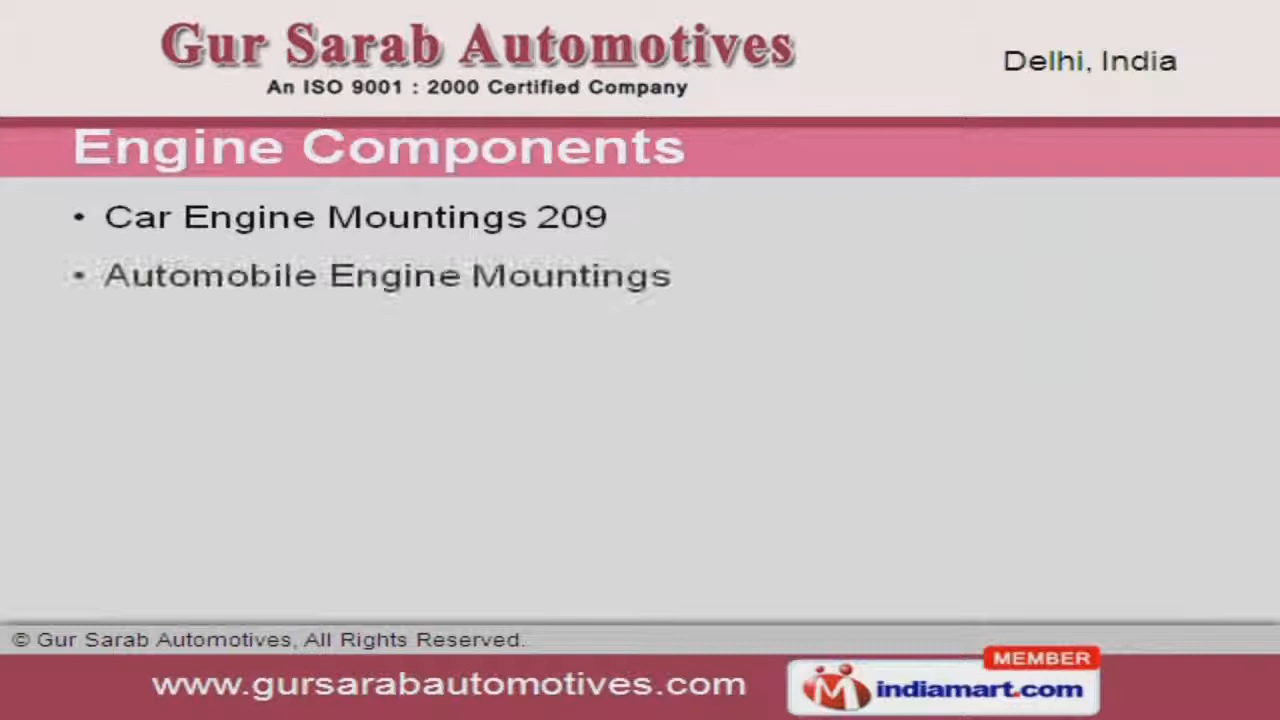 Gur Sarab Automotives
An ISO 9001 : 2000 Certified Company
Delhi, India
Engine Components
• Car Engine Mountings 209
• Automobile Engine Mountings
© Gur Sarab Automotives, All Rights Reserved.
www.gursarabautomotives.com
MEMBER
indiamart.com